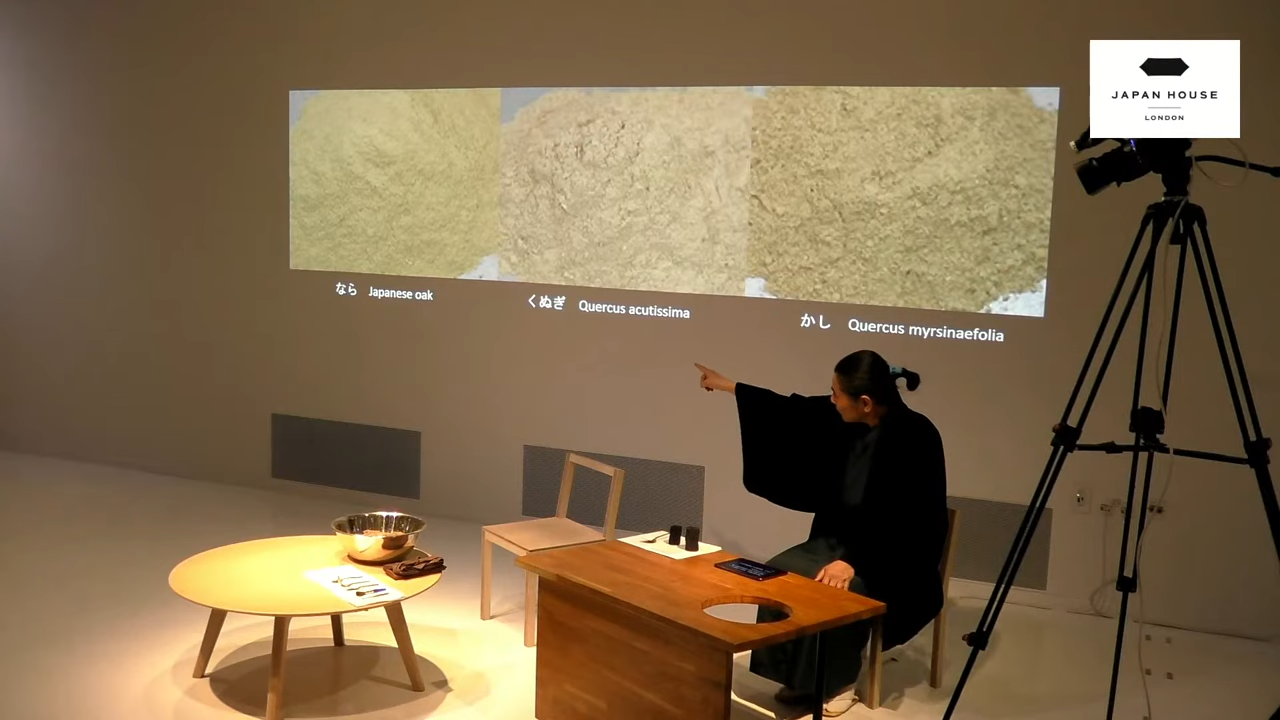 JAPAN HOUSE
LONDON
なら Japanese oak
くぬぎ Quercus acutissima
かし Quercus myrsinaefolia